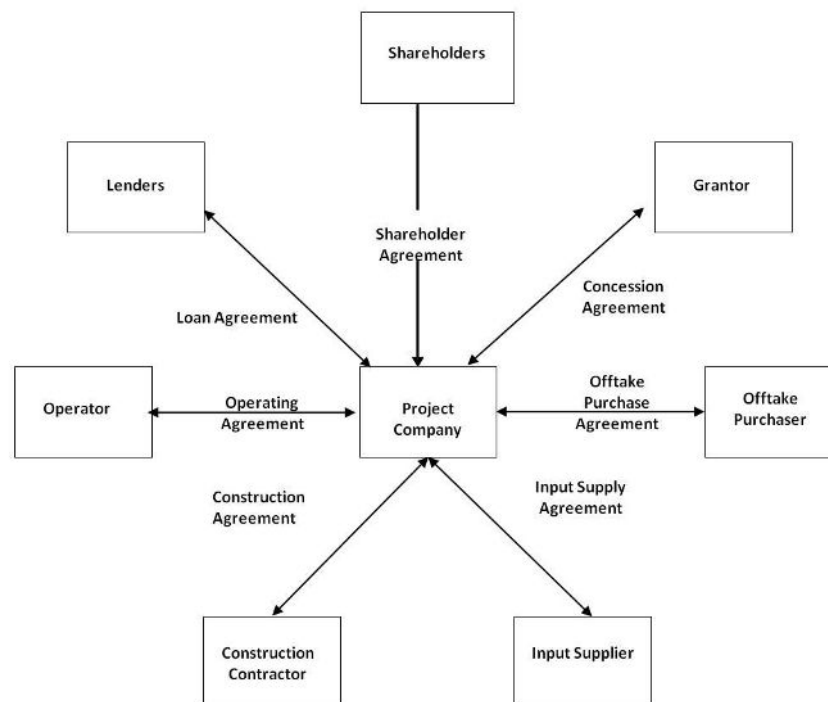 Shareholders
Lenders
Grantor
Shareholder
Agreement
Concession
Agreement
Loan Agreement
Operator
Operating
Agreement
Project
Company
Offtake
Purchase
Agreement
Offtake
Purchaser
Construction
Agreement
Input Supply
Agreement
Construction
Contractor
Input Supplier